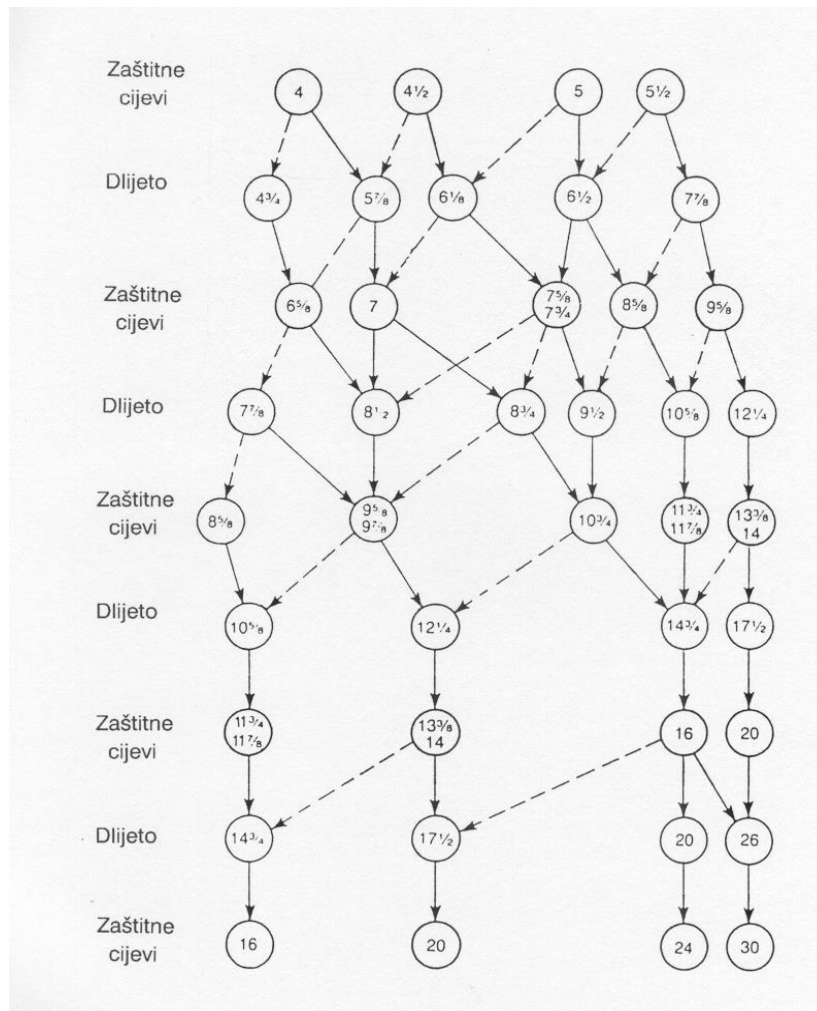 Zaštitne
cijevi
4 4½ 5 5½
Dlijeto
4¾ 5⅞ 6⅛ 6½ 7⅞
Zaštitne
cijevi
6⅝ 7 7⅝ 8⅝ 9⅝
7¾
Dlijeto
7⅞ 8½ 8¾ 9½ 10⅝ 12¼
Zaštitne
cijevi
8⅝ 9⅝ 10¾ 11¾ 13⅜
9⅞ 11⅞ 14
Dlijeto
10⅝ 12¼ 14¾ 17½
Zaštitne
cijevi
11¾ 13⅜ 16 20
11⅞ 14
Dlijeto
14¾ 17½ 20 26
Zaštitne
cijevi
16 20 24 30